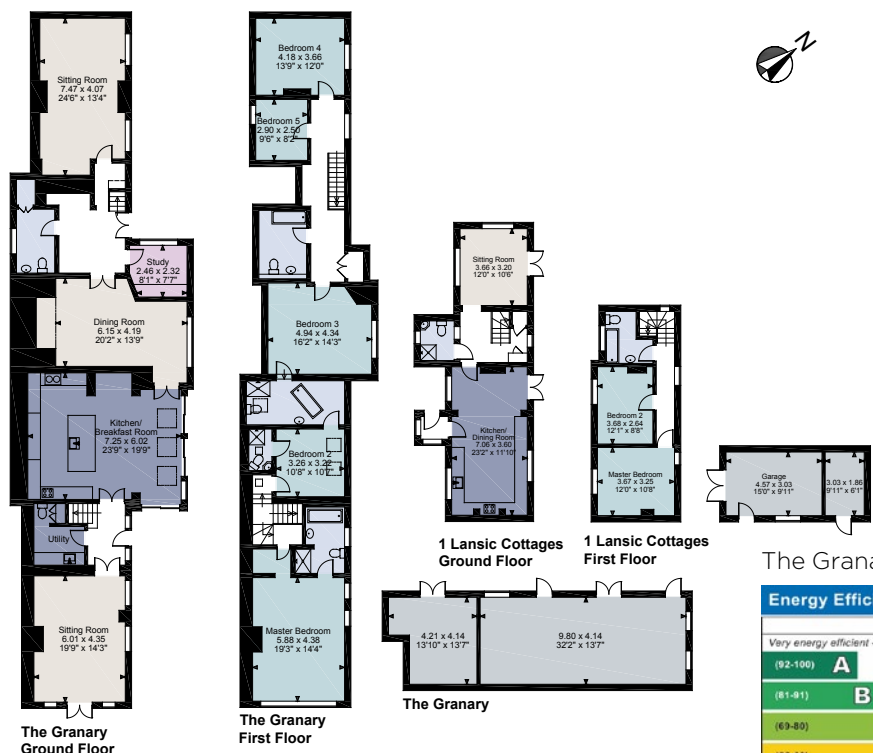 Sitting Room
7.47 x 4.07
24'6" x 13'4"
Study
2.46 x 2.32
8'1" x 7'7"
Dining Room
6.15 x 4.19
20'2" x 13'9"
Kitchen/
Breakfast Room
7.25 x 6.02
23'9" x 19'9"
Utility
Sitting Room
6.01 x 4.35
19'9" x 14'3"
The Granary
Ground Floor
Bedroom 4
4.18 x 3.66
13'9" x 12'0"
Bedroom 5
2.90 x 2.50
9'6" x 8'2"
Bedroom 3
4.94 x 4.34
16'2" x 14'3"
Bedroom 2
3.26 x 3.22
10'8" x 10'7"
Master Bedroom
5.88 x 4.38
19'3" x 14'4"
The Granary
First Floor
Sitting Room
3.66 x 3.20
12'0" x 10'6"
Kitchen/
Dining Room
7.06 x 3.60
23'2" x 11'10"
1 Lansic Cottages
Ground Floor
Bedroom 2
3.68 x 2.64
12'1" x 8'8"
Master Bedroom
3.67 x 3.25
12'0" x 10'8"
1 Lansic Cottages
First Floor
Garage
4.57 x 3.03
15'0" x 9'11"
3.03 x 1.86
9'11" x 6'1"
4.21 x 4.14
13'10" x 13'7"
9.80 x 4.14
32'2" x 13'7"
The Granary
N
The Grana
Energy Effici
Very energy efficient -
(92-100) A
(81-91) B
(69-80)